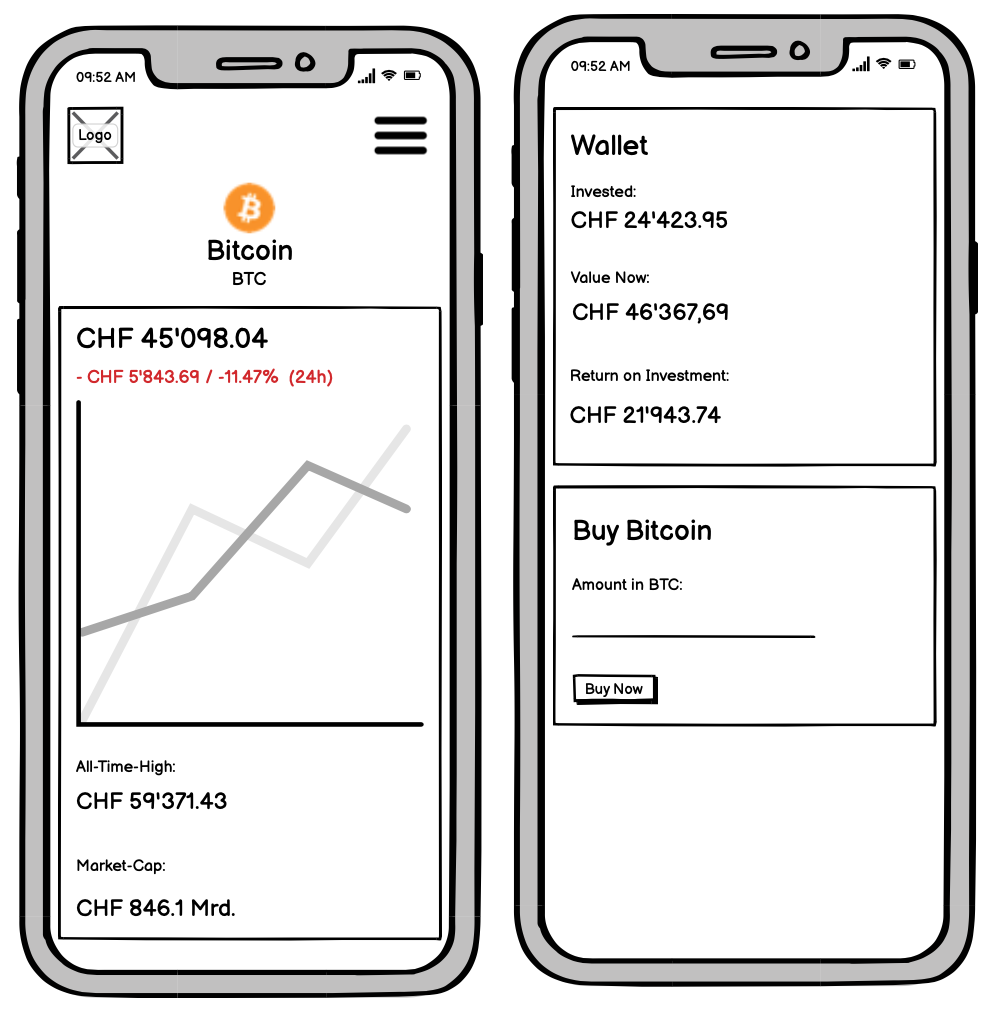 09:52 AM
Logo
Bitcoin
BTC
CHF 45'098.04
- CHF 5'843.69 / -11.47% (24h)
All-Time-High:
CHF 59'371.43
Market-Cap:
CHF 846.1 Mrd.
09:52 AM
Wallet
Invested:
CHF 24'423.95
Value Now:
CHF 46'367,69
Return on Investment:
CHF 21'943.74
Buy Bitcoin
Amount in BTC:
Buy Now